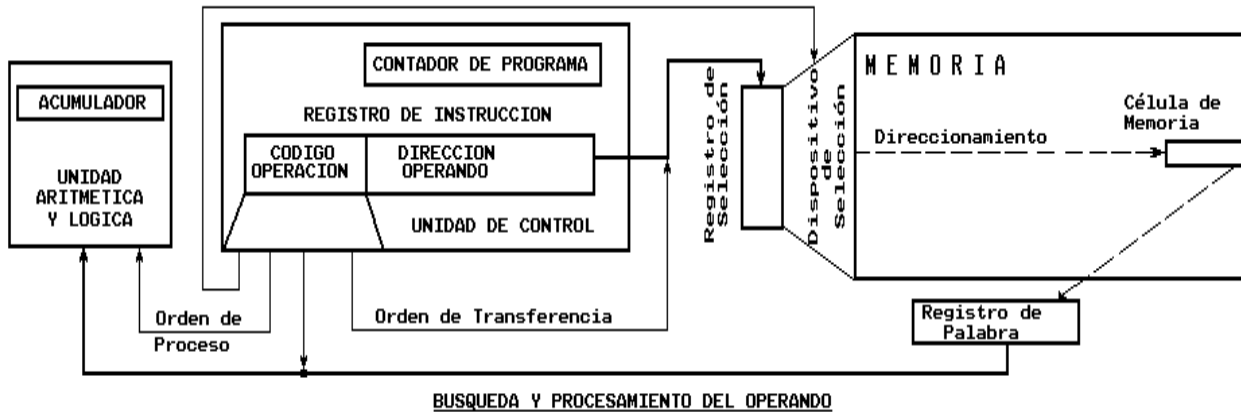 ACUMULADOR
UNIDAD
ARITMETICA
Y LOGICA
CONTADOR DE PROGRAMA
REGISTRO DE INSTRUCCION
CODIGO
OPERACION
DIRECCION
OPERANDO
UNIDAD DE CONTROL
Orden de
Proceso
Orden de Transferencia
Registro de
Selección
Dispositivo
de
Selección
MEMORIA
Célula de
Memoria
Direccionamiento
Registro de
Palabra
BUSQUEDA Y PROCESAMIENTO DEL OPERANDO